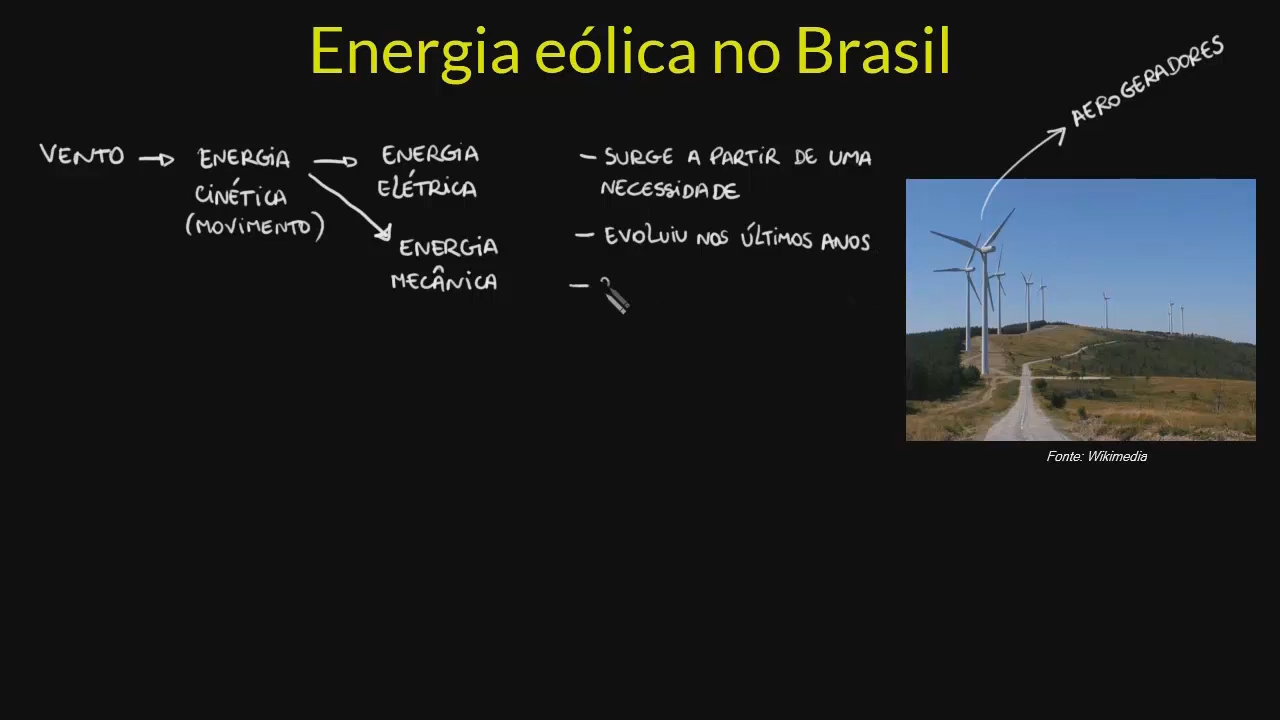 Energia eólica no Brasil
AEROGERADORES
VENTO → ENERGIA → ENERGIA
CINÉTICA ELÉTRICA
(MOVIMENTO)
ENERGIA
MECÂNICA
– SURGE A PARTIR DE UMA
NECESSIDADE
– EVOLUIU NOS ÚLTIMOS ANOS
–
Fonte: Wikimedia